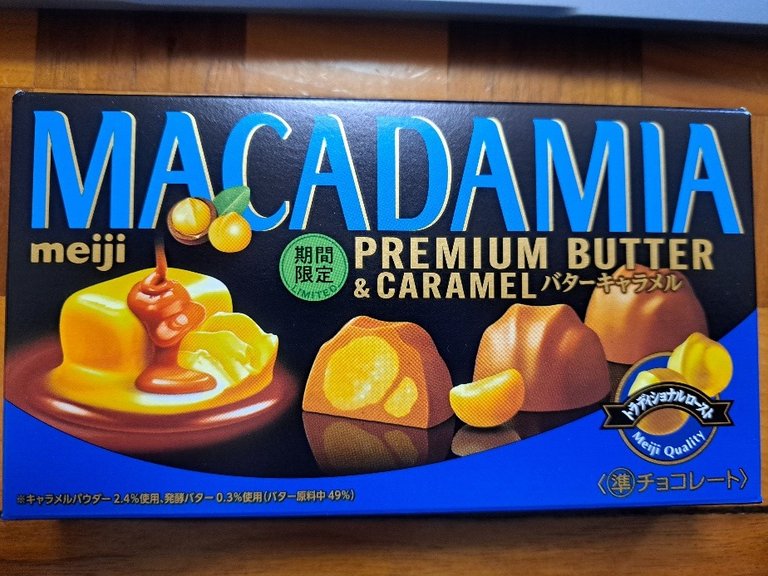 MACADAMIA
meiji
期間
限定
LIMITED
PREMIUM BUTTER
& CARAMEL バターキャラメル
トラディショナルロースト
Meiji Quality
〈準チョコレート〉
※キャラメルパウダー 2.4%使用、発酵バター 0.3%使用(バター原料中 49%)